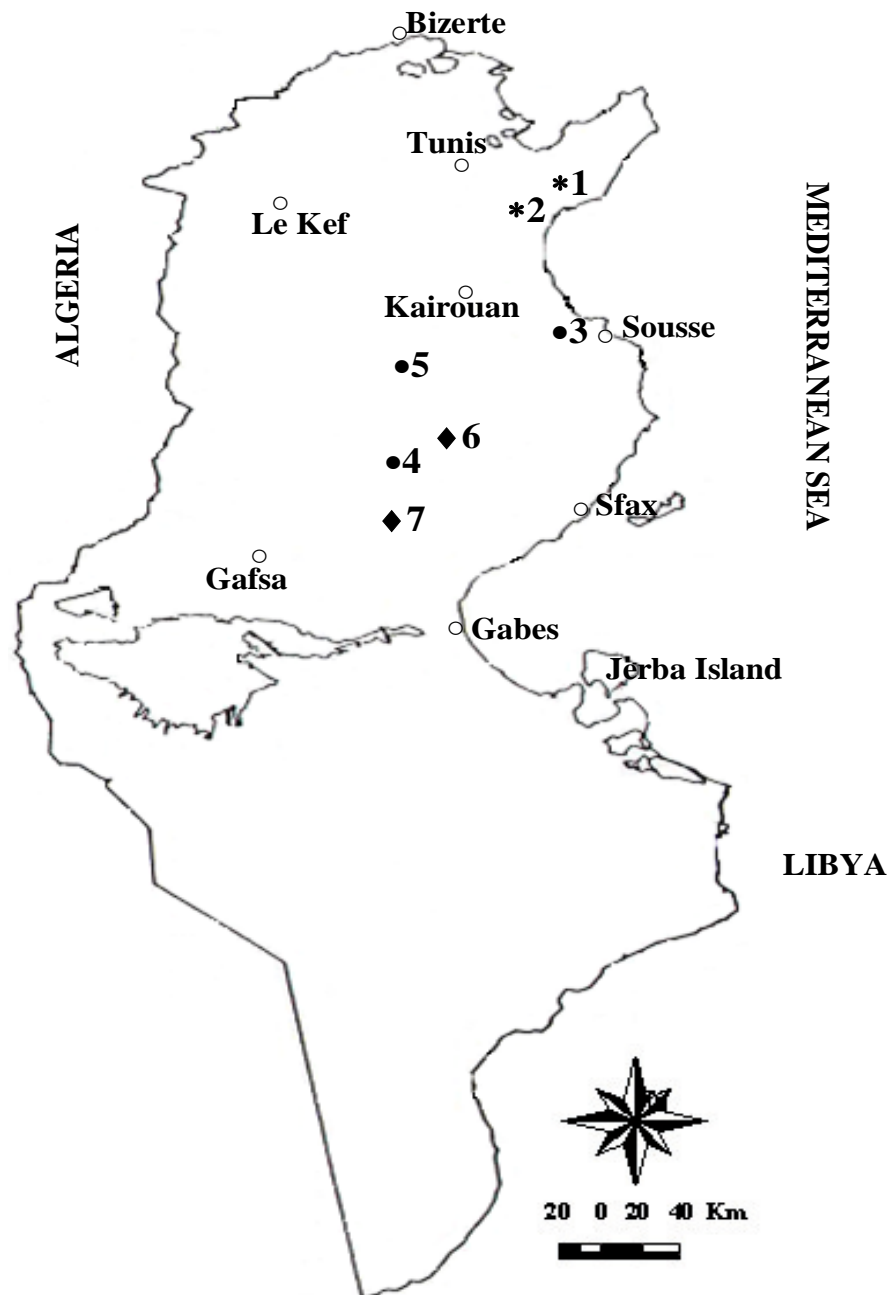 Bizerte
Tunis
*1
*2
Le Kef
ALGERIA
MEDITERRANEAN SEA
Kairouan
3
Sousse
5
6
4
7
Sfax
Gafsa
Gabes
Jerba Island
LIBYA
20 0 20 40 Km